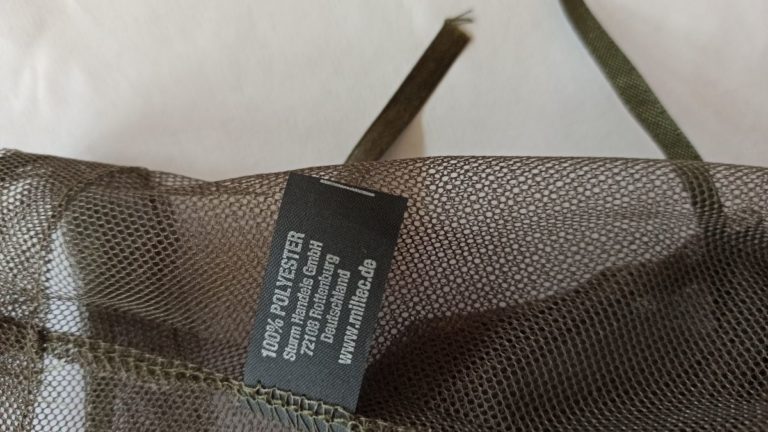 100% POLYESTER
Sturm Handels GmbH
72108 Rottenburg
Deutschland
www.miltec.de